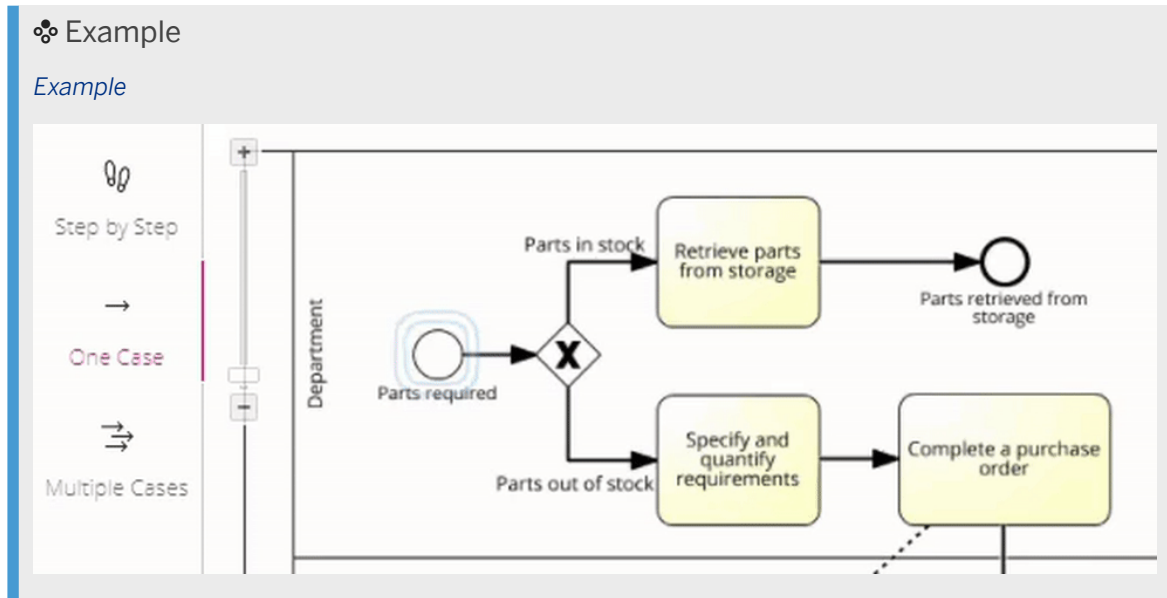 Example
Example
Step by Step
One Case
Multiple Cases
+
−
Department
Parts required
X
Parts in stock
Retrieve parts
from storage
Parts retrieved from
storage
Parts out of stock
Specify and
quantify
requirements
Complete a purchase
order